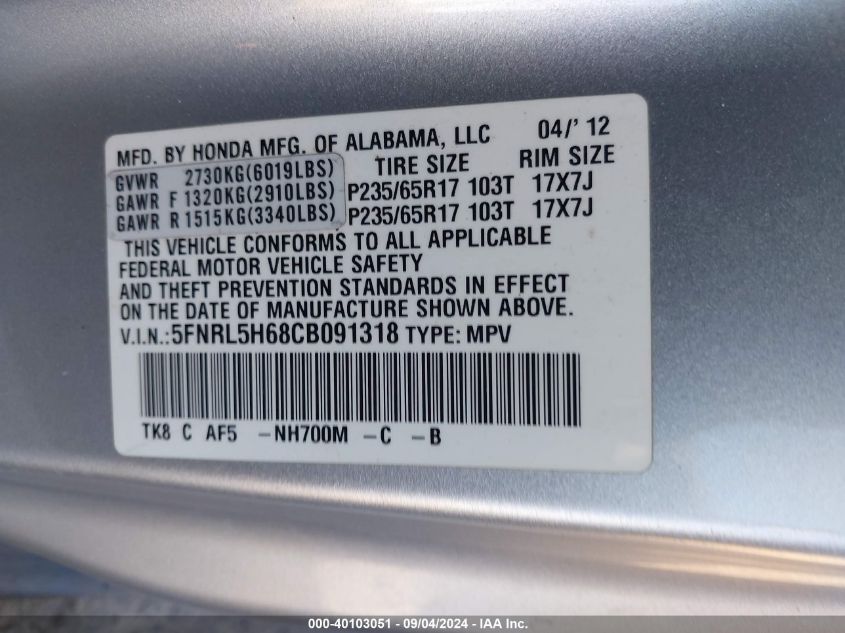 MFD. BY HONDA MFG. OF ALABAMA, LLC 04/' 12
GVWR 2730KG(6019LBS) TIRE SIZE RIM SIZE
GAWR F 1320KG(2910LBS) P235/65R17 103T 17X7J
GAWR R 1515KG(3340LBS) P235/65R17 103T 17X7J
THIS VEHICLE CONFORMS TO ALL APPLICABLE
FEDERAL MOTOR VEHICLE SAFETY
AND THEFT PREVENTION STANDARDS IN EFFECT
ON THE DATE OF MANUFACTURE SHOWN ABOVE.
V.I.N.:5FNRL5H68CB091318 TYPE: MPV
TK8 C AF5 -NH700M -C -B
000-40103051 - 09/04/2024 - IAA Inc.